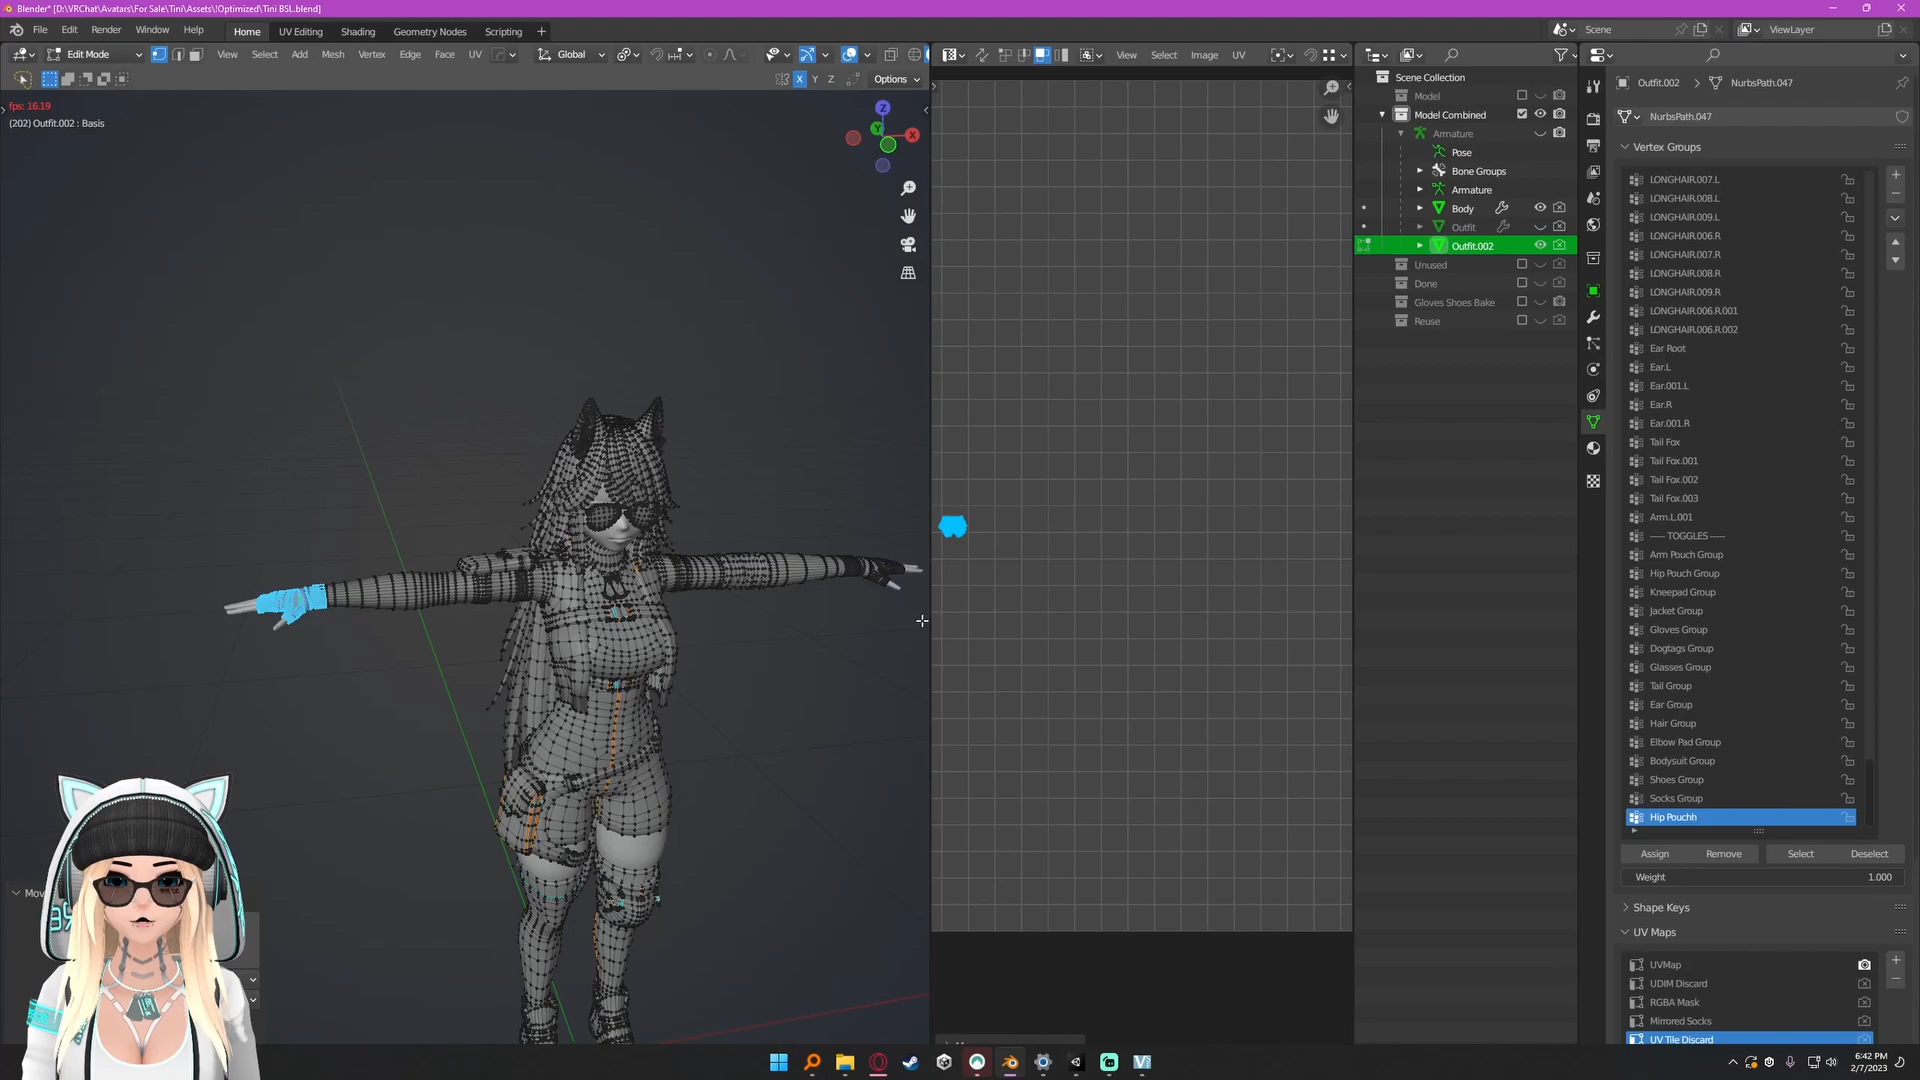 Blender* [D:\VRChat\Avatars\For Sale\Tini\Assets\!Optimized\Tini BSL.blend]
File Edit Render Window Help Home UV Editing Shading Geometry Nodes Scripting + Scene ViewLayer
Edit Mode View Select Add Mesh Vertex Edge Face UV Global View Select Image UV
X Y Z Options
fps: 16.19
(202) Outfit.002 : Basis
Z
Y
X
Mov
Scene Collection
Model
Model Combined
Armature
Pose
Bone Groups
Armature
Body
Outfit
Outfit.002
Unused
Done
Gloves Shoes Bake
Reuse
Outfit.002 > NurbsPath.047
NurbsPath.047
Vertex Groups
LONGHAIR.007.L
LONGHAIR.008.L
LONGHAIR.009.L
LONGHAIR.006.R
LONGHAIR.007.R
LONGHAIR.008.R
LONGHAIR.009.R
LONGHAIR.006.R.001
LONGHAIR.006.R.002
Ear Root
Ear.L
Ear.001.L
Ear.R
Ear.001.R
Tail Fox
Tail Fox.001
Tail Fox.002
Tail Fox.003
Arm.L.001
----- TOGGLES -----
Arm Pouch Group
Hip Pouch Group
Kneepad Group
Jacket Group
Gloves Group
Dogtags Group
Glasses Group
Tail Group
Ear Group
Hair Group
Elbow Pad Group
Bodysuit Group
Shoes Group
Socks Group
Hip Pouchh
Assign Remove Select Deselect
Weight 1.000
Shape Keys
UV Maps
UVMap
UDIM Discard
RGBA Mask
Mirrored Socks
UV Tile Discard
6:42 PM
2/7/2023